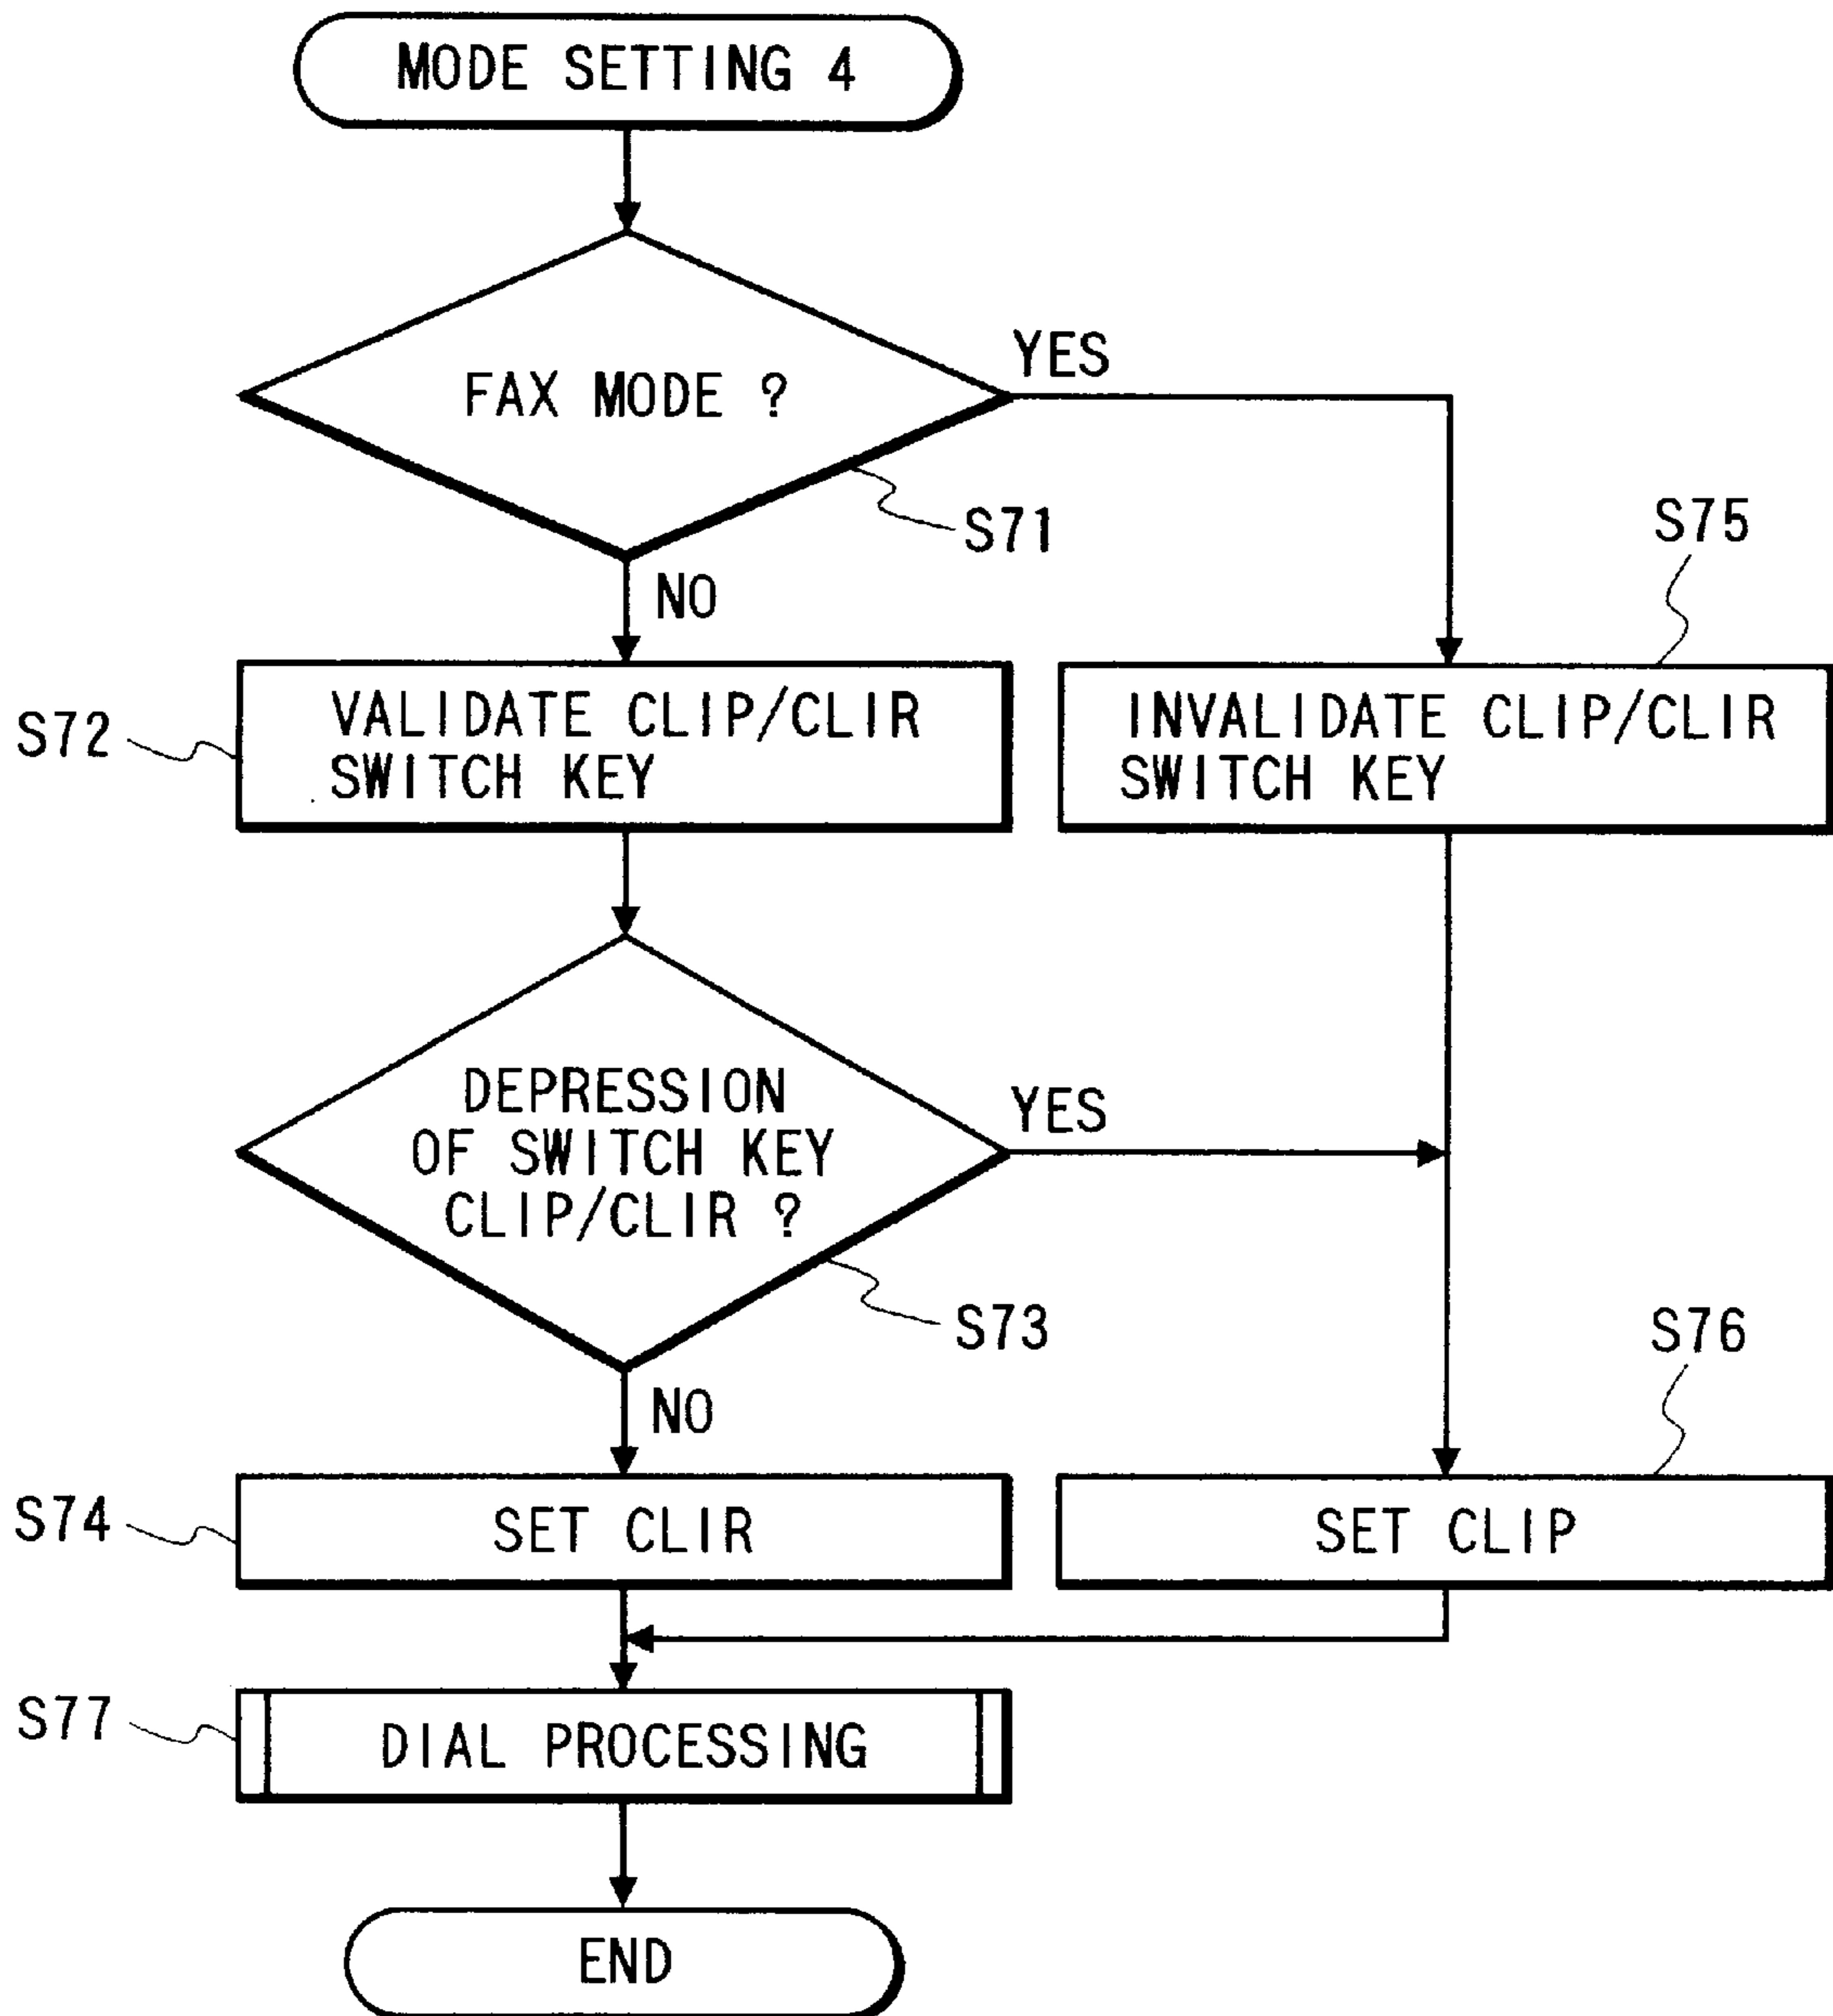 MODE SETTING 4
FAX MODE ?
YES
S71
S75
NO
S72
VALIDATE CLIP/CLIR
SWITCH KEY
INVALIDATE CLIP/CLIR
SWITCH KEY
DEPRESSION
OF SWITCH KEY
CLIP/CLIR ?
YES
S73
S76
NO
S74
SET CLIR
SET CLIP
S77
DIAL PROCESSING
END